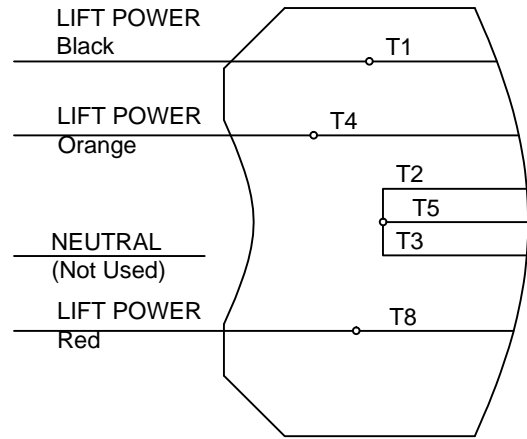 LIFT POWER
Black
T1
LIFT POWER
Orange
T4
T2
T5
T3
NEUTRAL
(Not Used)
LIFT POWER
Red
T8